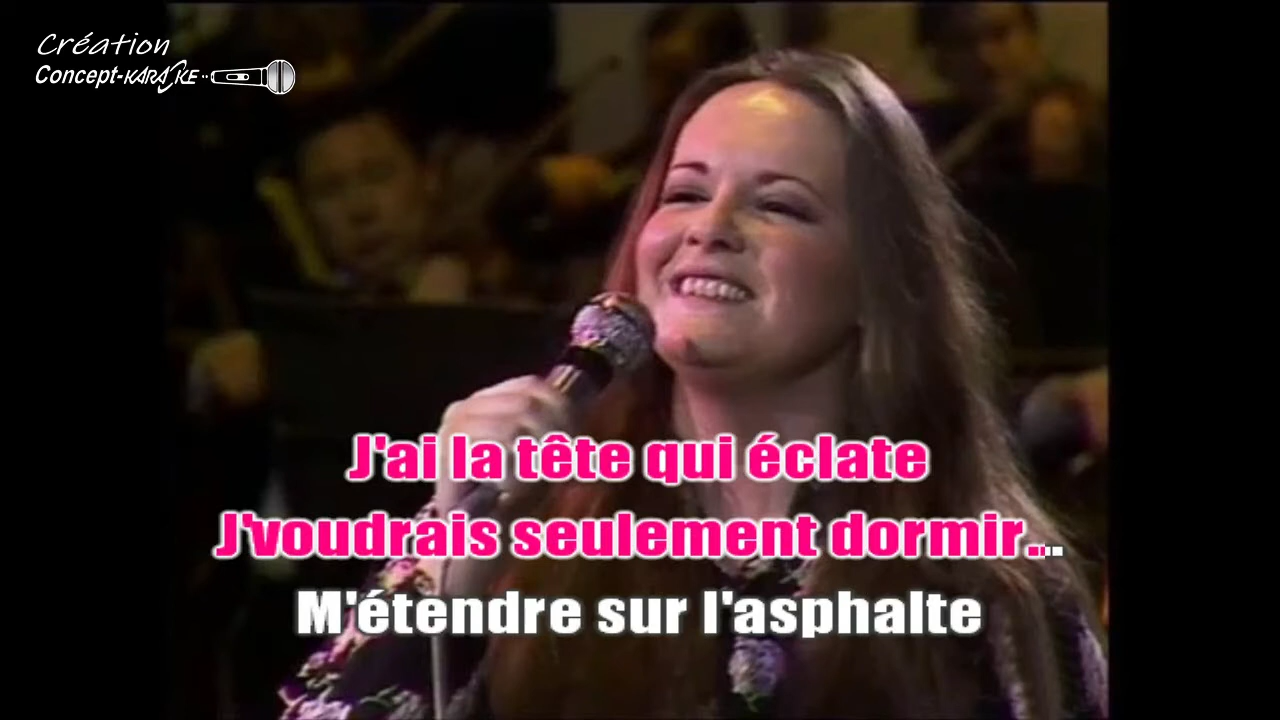 Création
Concept-KARAOKE
J'ai la tête qui éclate
J'voudrais seulement dormir...
M'étendre sur l'asphalte